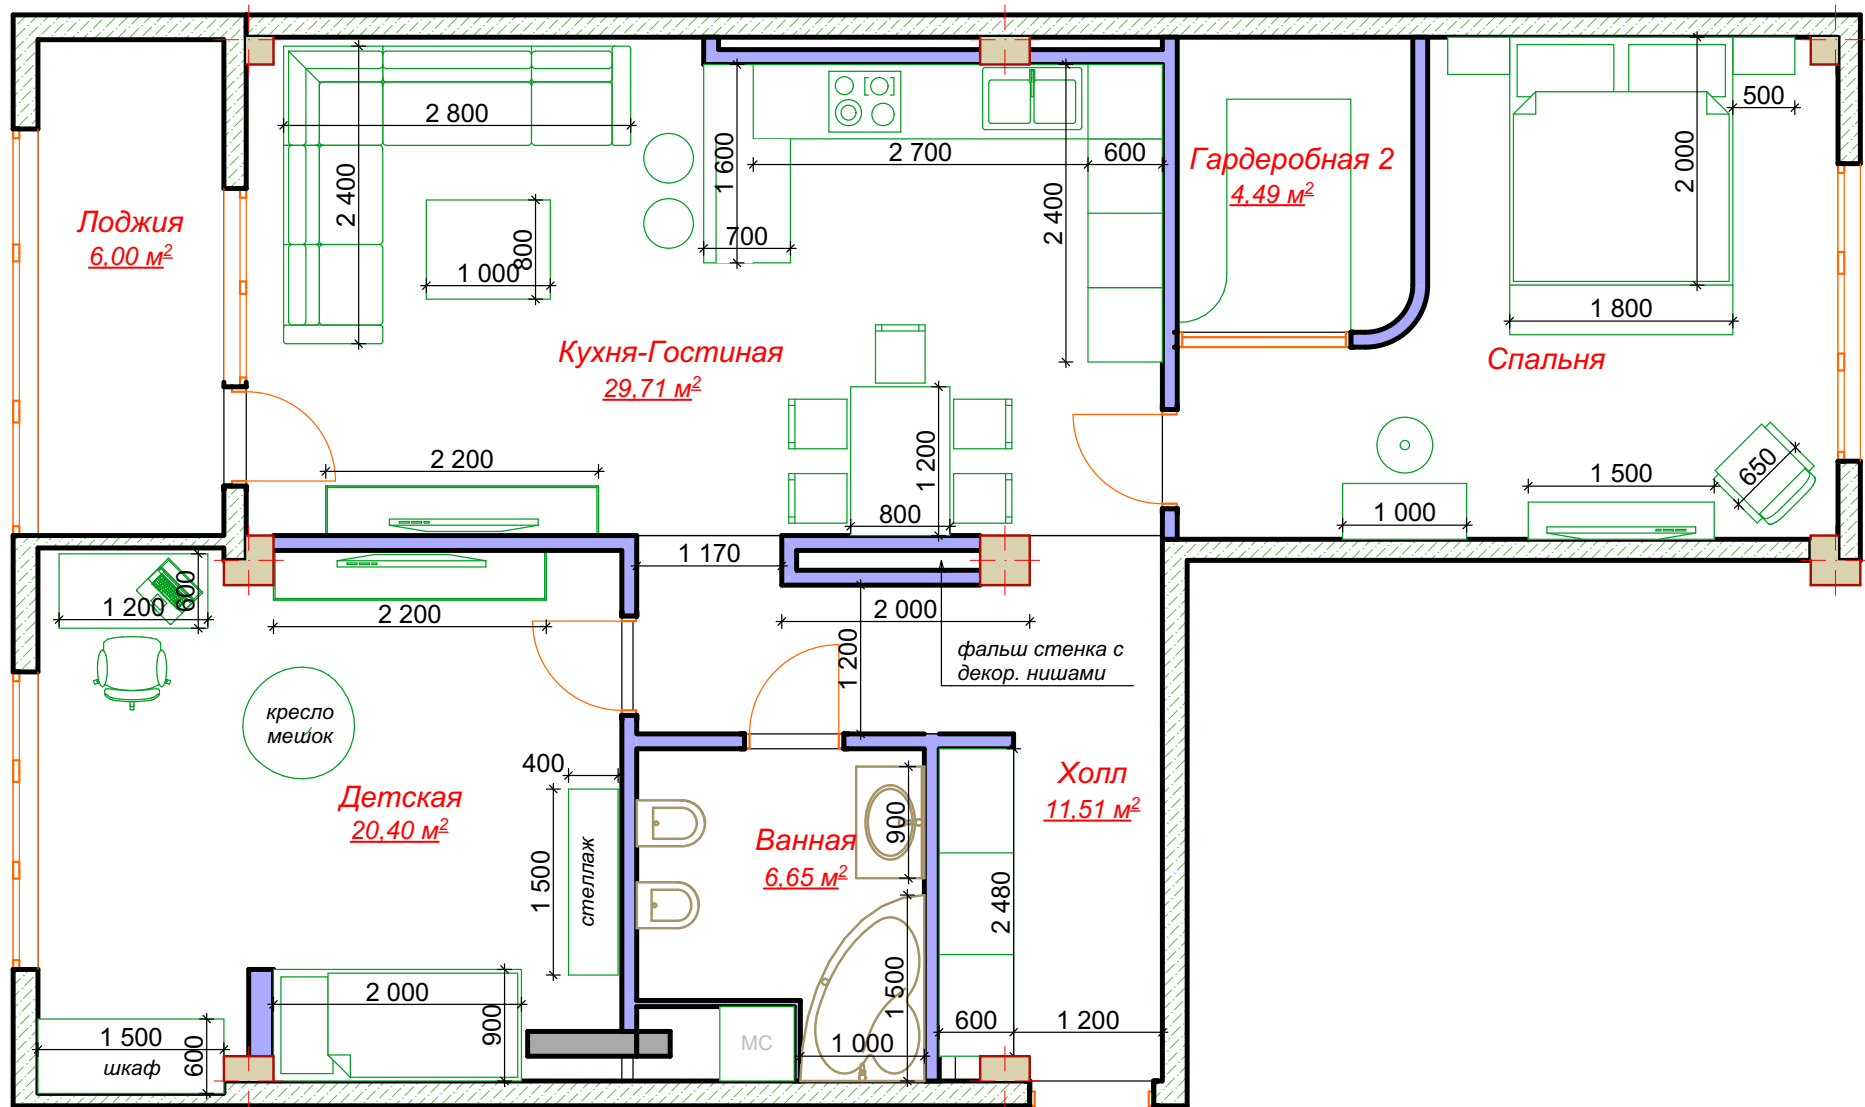 2 800
500
2 700
600
1 600
2 000
Гардеробная 2
4,49 м²
2 400
2 400
Лоджия
6,00 м²
700
800
1 000
1 800
Кухня-Гостиная
29,71 м²
Спальня
2 200
1 200
650
1 500
800
1 000
1 170
600
1 200
2 200
2 000
1 200
фальш стенка с
декор. нишами
кресло
мешок
400
Холл
11,51 м²
Детская
20,40 м²
900
Ванная
6,65 м²
1 500
стеллаж
2 480
2 000
1 500
900
600
1 200
1 500
шкаф
600
МС
1 000